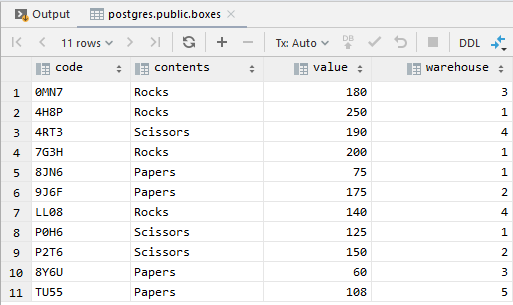 Output postgres.public.boxes
11 rows Tx: Auto DB DDL
code contents value warehouse
1 0MN7 Rocks 180 3
2 4H8P Rocks 250 1
3 4RT3 Scissors 190 4
4 7G3H Rocks 200 1
5 8JN6 Papers 75 1
6 9J6F Papers 175 2
7 LL08 Rocks 140 4
8 P0H6 Scissors 125 1
9 P2T6 Scissors 150 2
10 8Y6U Papers 60 3
11 TU55 Papers 108 5